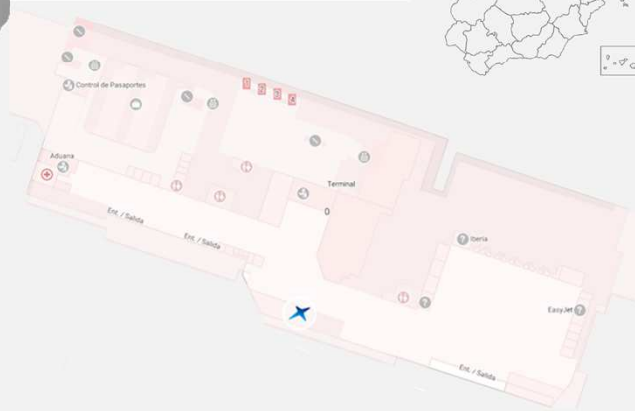 Control de Pasaportes
Aduana
Terminal
0
Ent. / Salida
Ent. / Salida
Iberia
EasyJet
Ent. / Salida